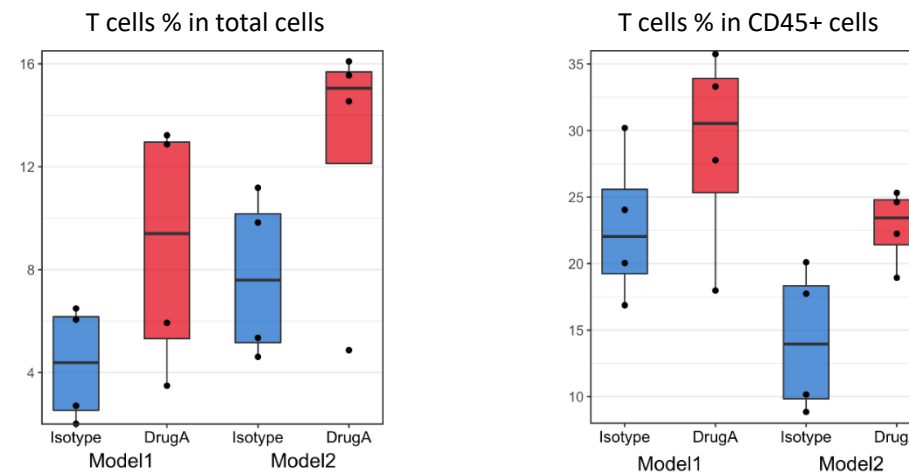 T cells % in total cells
T cells % in CD45+ cells
16
12
8
4
35
30
25
20
15
10
Isotype DrugA Isotype DrugA
Model1 Model2
Isotype DrugA Isotype Drug
Model1 Model2